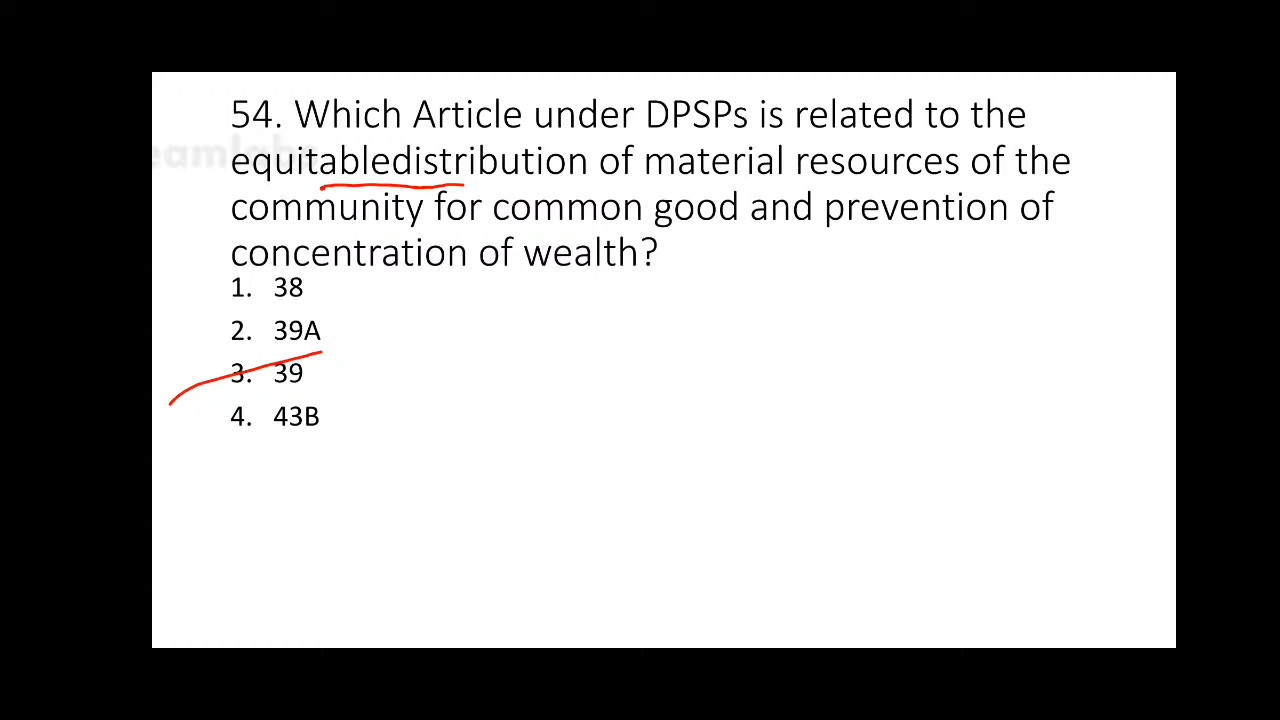 54. Which Article under DPSPs is related to the
equitabledistribution of material resources of the
community for common good and prevention of
concentration of wealth?
1. 38
2. 39A
3. 39
4. 43B